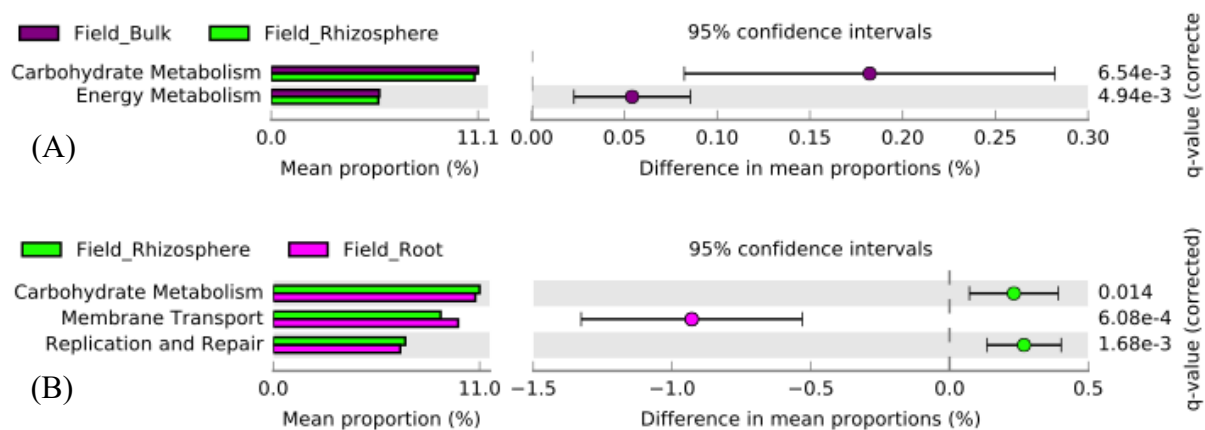 Field_Bulk Field_Rhizosphere 95% confidence intervals
Carbohydrate Metabolism 6.54e-3
Energy Metabolism 4.94e-3
0.0 11.1 0.00 0.05 0.10 0.15 0.20 0.25 0.30
(A) Mean proportion (%) Difference in mean proportions (%)
q-value (correcte
Field_Rhizosphere Field_Root 95% confidence intervals
Carbohydrate Metabolism 0.014
Membrane Transport 6.08e-4
Replication and Repair 1.68e-3
(B) 0.0 11.0 −1.5 −1.0 −0.5 0.0 0.5
Mean proportion (%) Difference in mean proportions (%)
q-value (corrected)